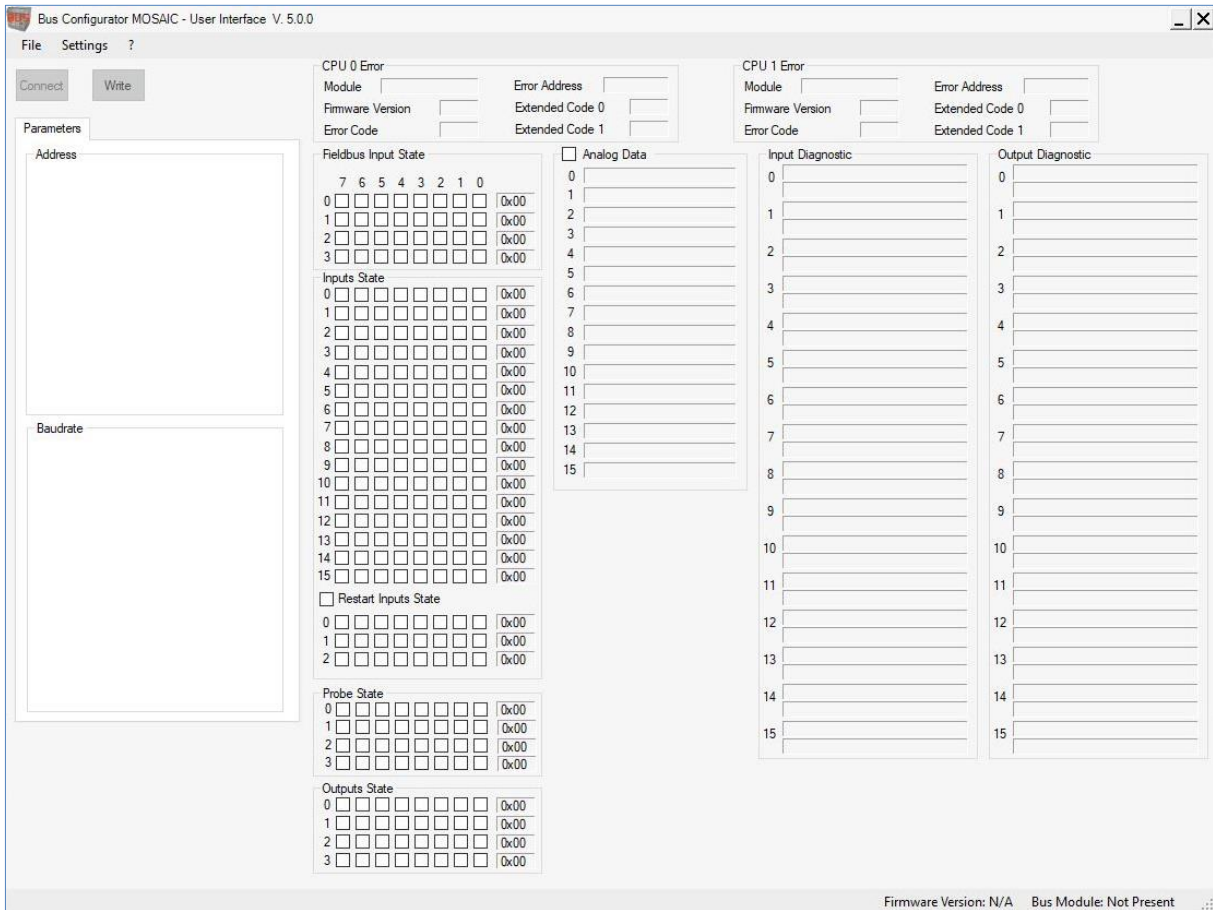 BUS Bus Configurator MOSAIC - User Interface V. 5.0.0
File Settings ?
Connect Write
Parameters
Address
Baudrate
CPU 0 Error
Module Error Address
Firmware Version Extended Code 0
Error Code Extended Code 1
CPU 1 Error
Module Error Address
Firmware Version Extended Code 0
Error Code Extended Code 1
Fieldbus Input State
7 6 5 4 3 2 1 0
0 0x00
1 0x00
2 0x00
3 0x00
Inputs State
0 0x00
1 0x00
2 0x00
3 0x00
4 0x00
5 0x00
6 0x00
7 0x00
8 0x00
9 0x00
10 0x00
11 0x00
12 0x00
13 0x00
14 0x00
15 0x00
Restart Inputs State
0 0x00
1 0x00
2 0x00
Probe State
0 0x00
1 0x00
2 0x00
3 0x00
Outputs State
0 0x00
1 0x00
2 0x00
3 0x00
Analog Data
0
1
2
3
4
5
6
7
8
9
10
11
12
13
14
15
Input Diagnostic
0
1
2
3
4
5
6
7
8
9
10
11
12
13
14
15
Output Diagnostic
0
1
2
3
4
5
6
7
8
9
10
11
12
13
14
15
Firmware Version: N/A Bus Module: Not Present